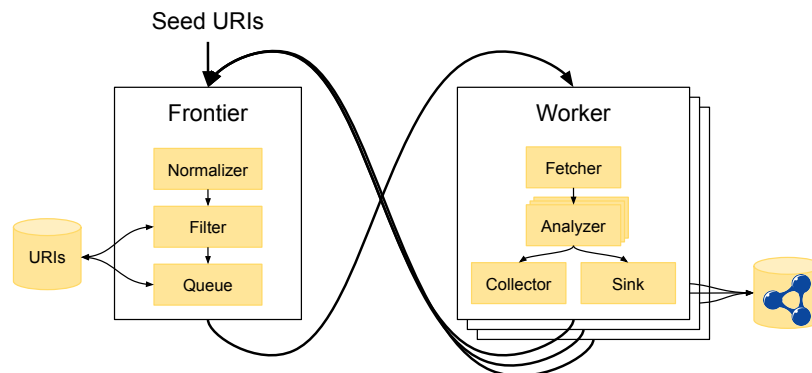 Seed URIs
Frontier
Normalizer
Filter
Queue
URIs
Worker
Fetcher
Analyzer
Collector
Sink